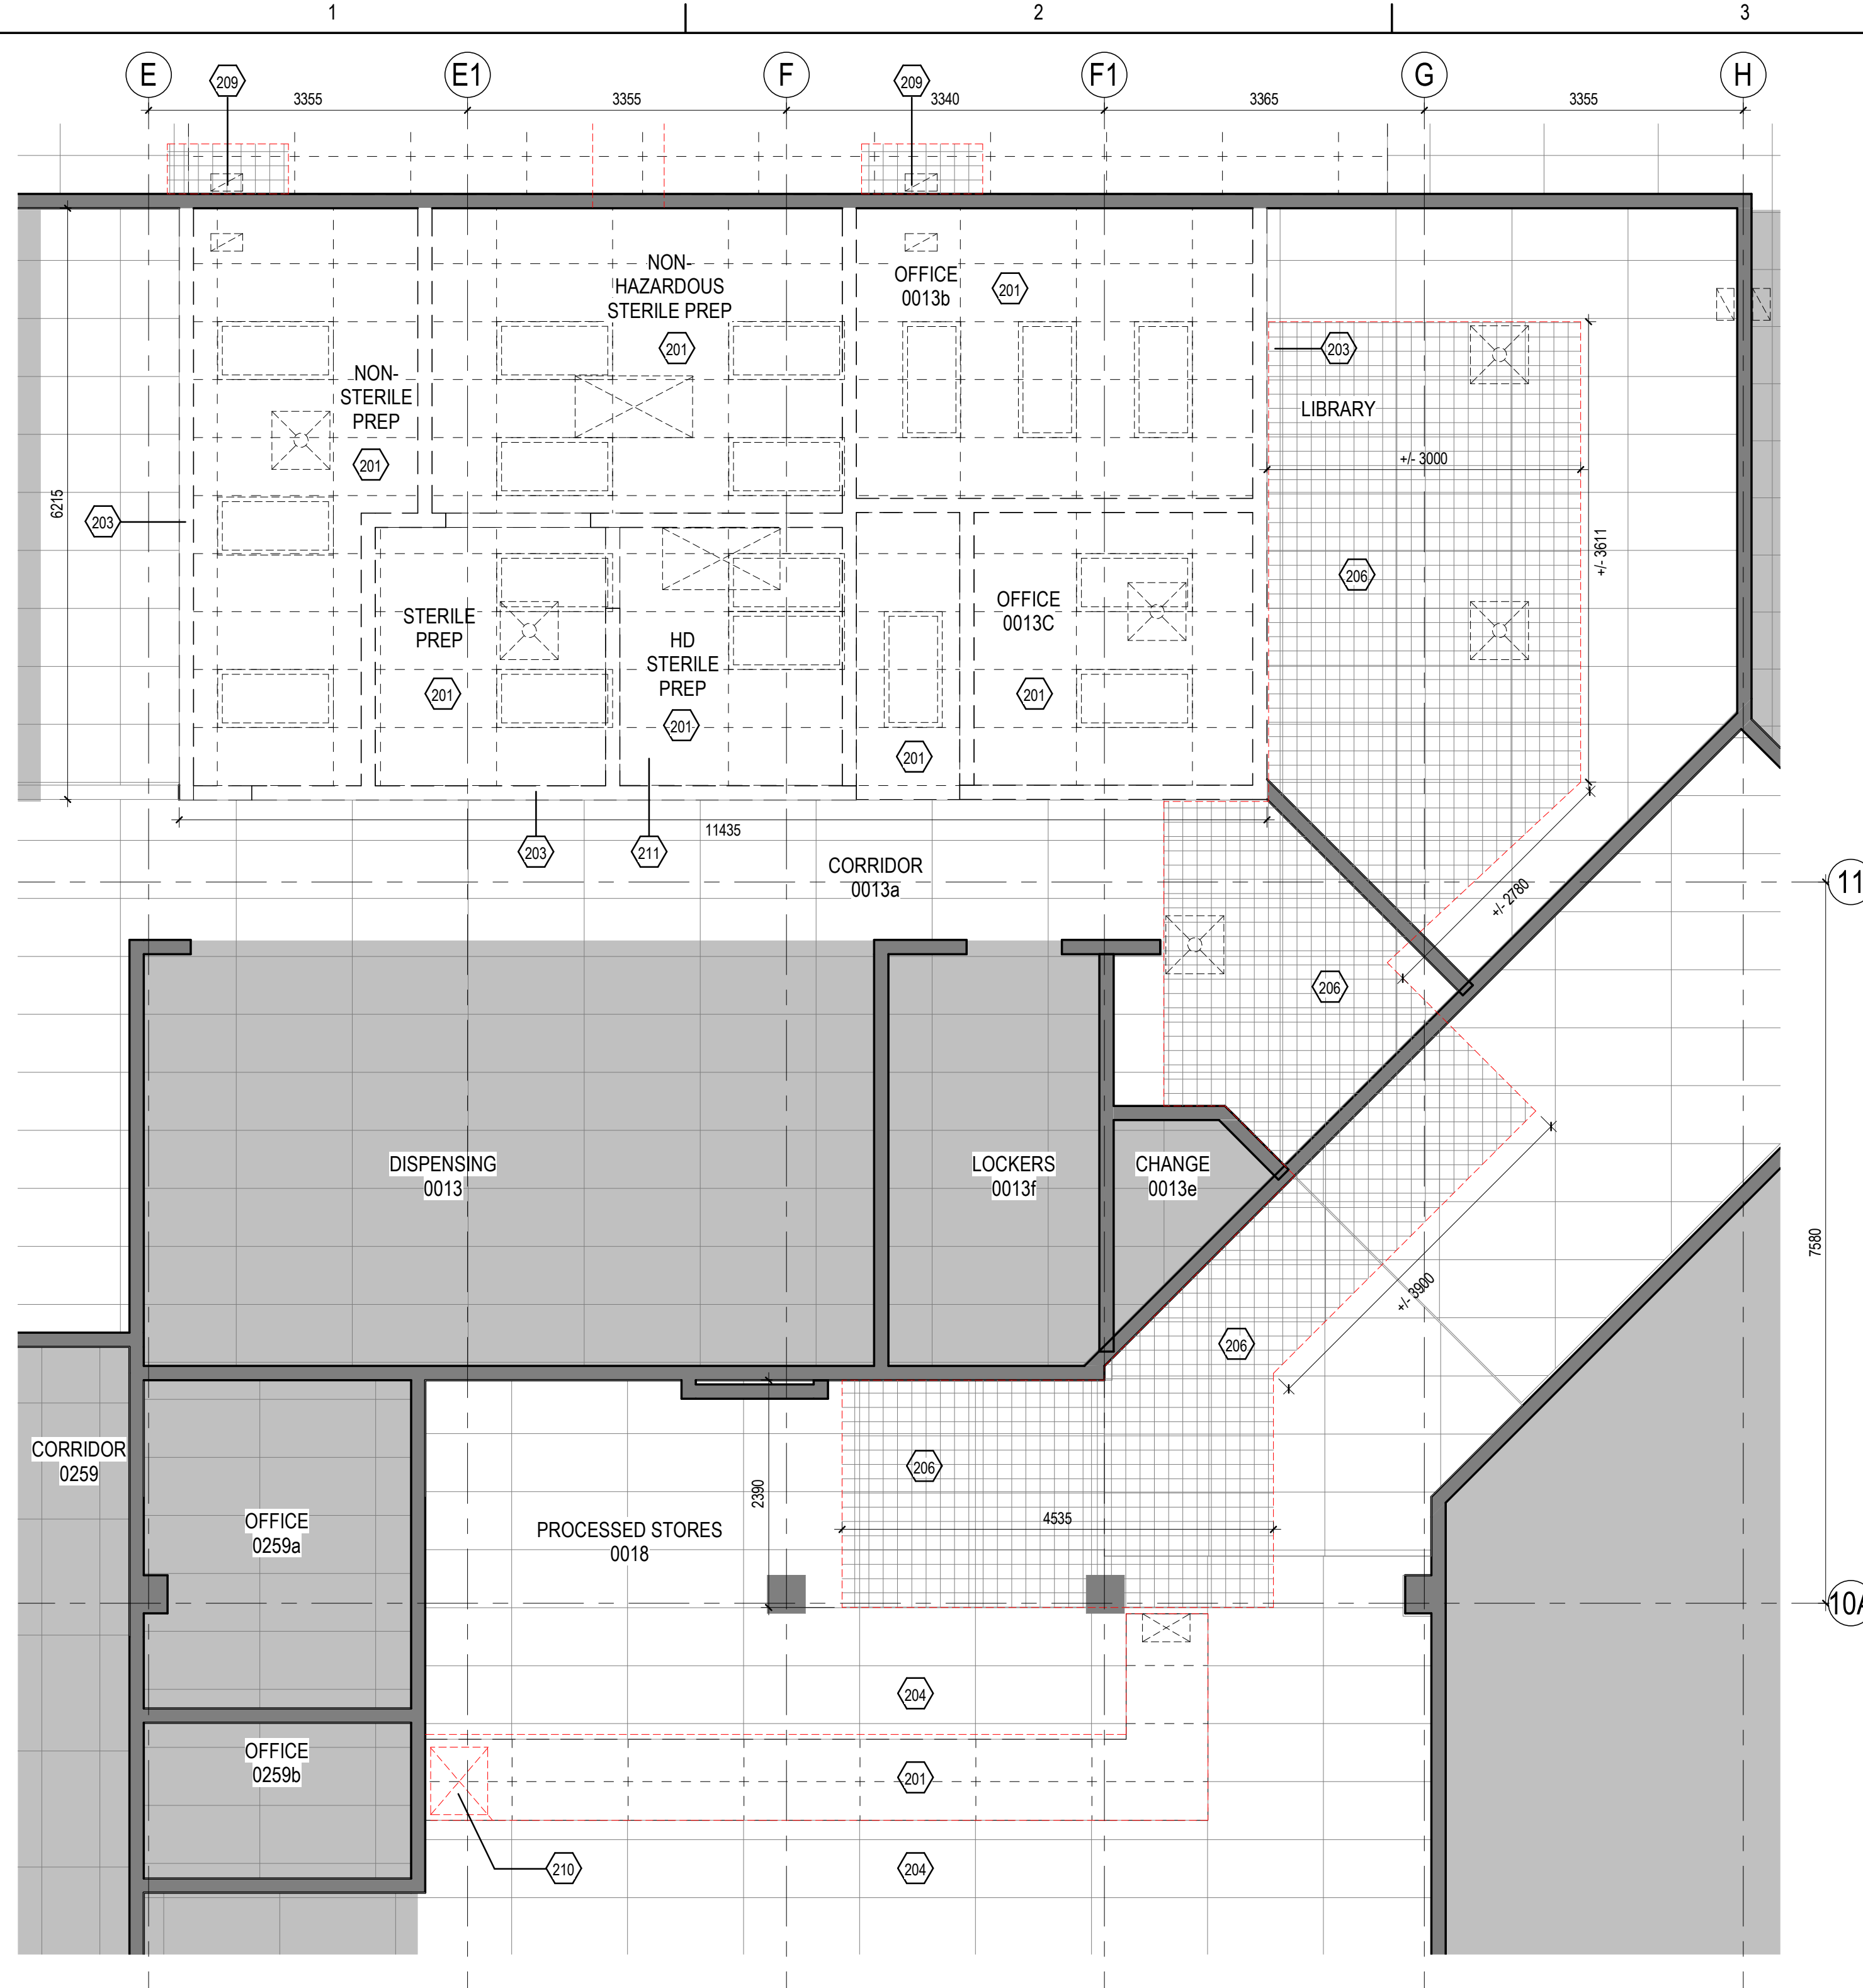 1
2
3
E
E1
F
F1
G
H
209
209
3355
3355
3340
3365
3355
NON-
HAZARDOUS
STERILE PREP
201
OFFICE
0013b
201
203
NON-
STERILE
PREP
201
LIBRARY
+/- 3000
6215
203
+/- 3611
206
STERILE
PREP
201
HD
STERILE
PREP
201
OFFICE
0013C
201
201
11435
203
211
CORRIDOR
0013a
11
+/- 2780
206
DISPENSING
0013
LOCKERS
0013f
CHANGE
0013e
7580
+/- 3900
206
CORRIDOR
0259
206
2390
4535
OFFICE
0259a
PROCESSED STORES
0018
10A
204
OFFICE
0259b
201
210
204